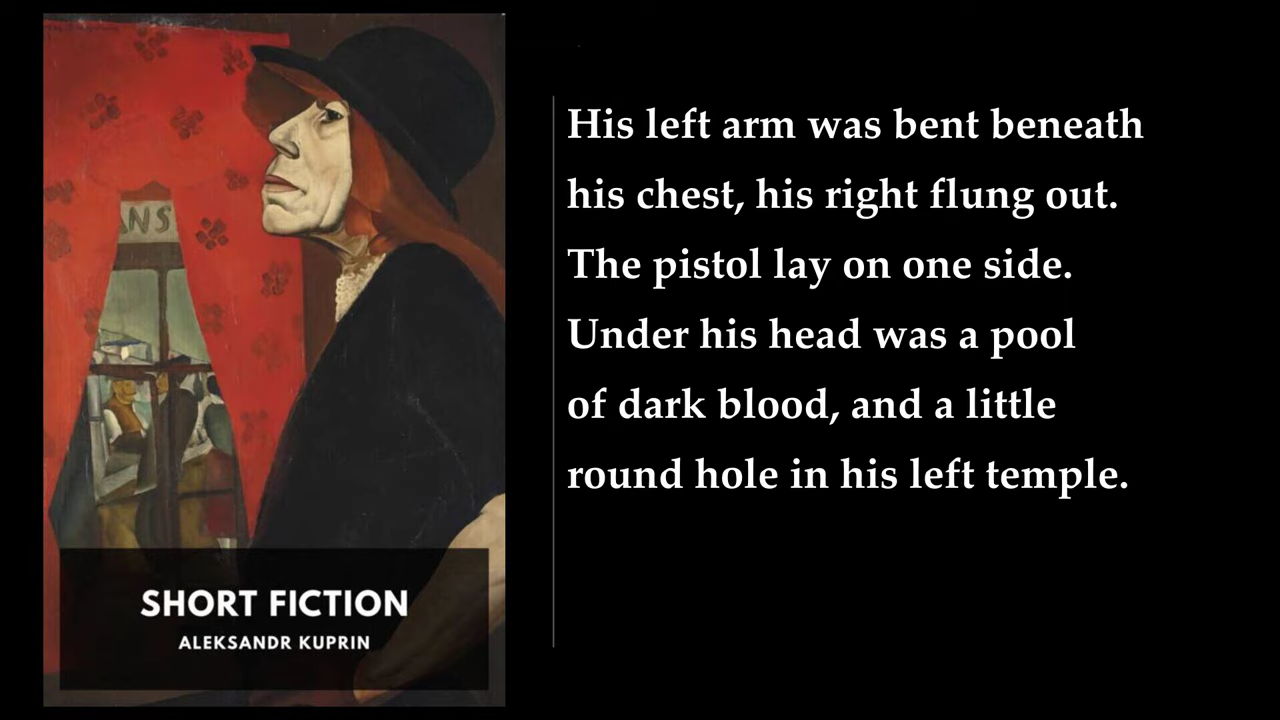 ANS
SHORT FICTION
ALEKSANDR KUPRIN
His left arm was bent beneath
his chest, his right flung out.
The pistol lay on one side.
Under his head was a pool
of dark blood, and a little
round hole in his left temple.